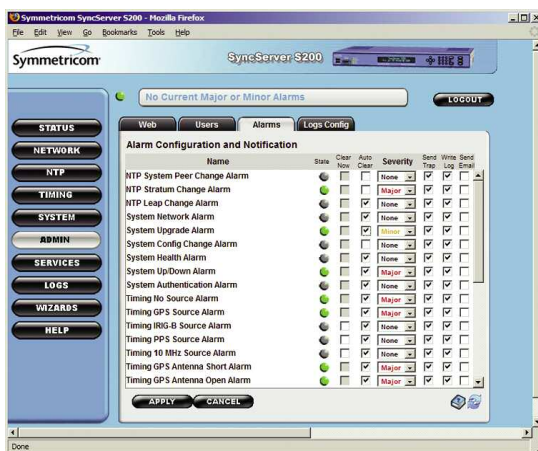 Symmetricom SyncServer S200 - Mozilla Firefox
File Edit View Go Bookmarks Tools Help
Symmetricom
SyncServer S200
No Current Major or Minor Alarms
LOGOUT
STATUS
NETWORK
NTP
TIMING
SYSTEM
ADMIN
SERVICES
LOGS
WIZARDS
HELP
Web Users Alarms Logs Config
Alarm Configuration and Notification
Name State Clear Now Auto Clear Severity Send Trap Write Log Send Email
NTP System Peer Change Alarm None
NTP Stratum Change Alarm Major
NTP Leap Change Alarm None
System Network Alarm None
System Upgrade Alarm Minor
System Config Change Alarm None
System Health Alarm None
System Up/Down Alarm Major
System Authentication Alarm None
Timing No Source Alarm Major
Timing GPS Source Alarm Major
Timing IRIG-B Source Alarm None
Timing PPS Source Alarm None
Timing 10 MHz Source Alarm None
Timing GPS Antenna Short Alarm Major
Timing GPS Antenna Open Alarm Major
APPLY CANCEL
Done